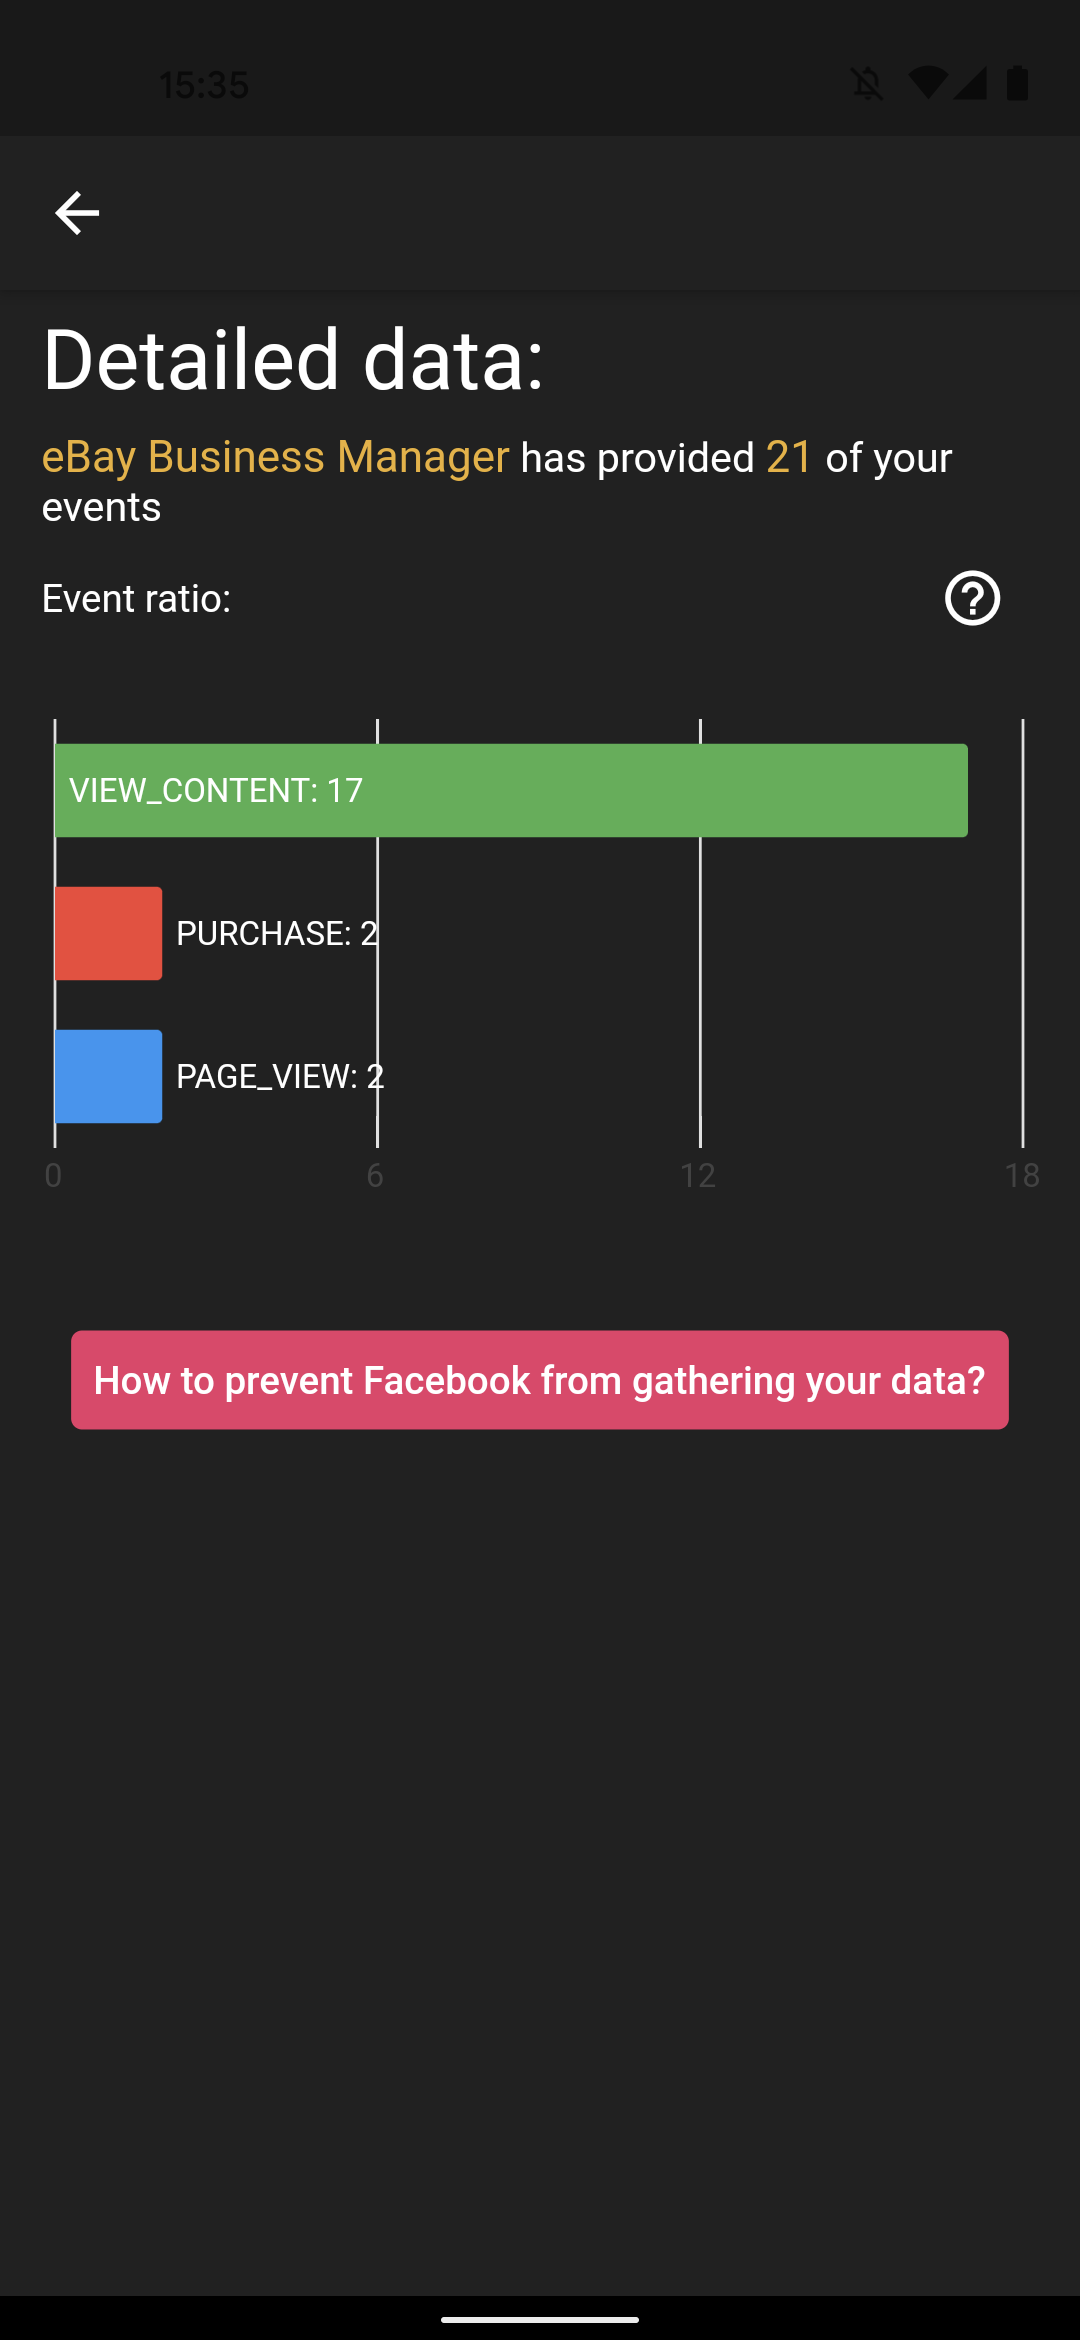 15:35
Detailed data:
eBay Business Manager has provided 21 of your
events
Event ratio:
VIEW_CONTENT: 17
PURCHASE: 2
PAGE_VIEW: 2
0 6 12 18
How to prevent Facebook from gathering your data?